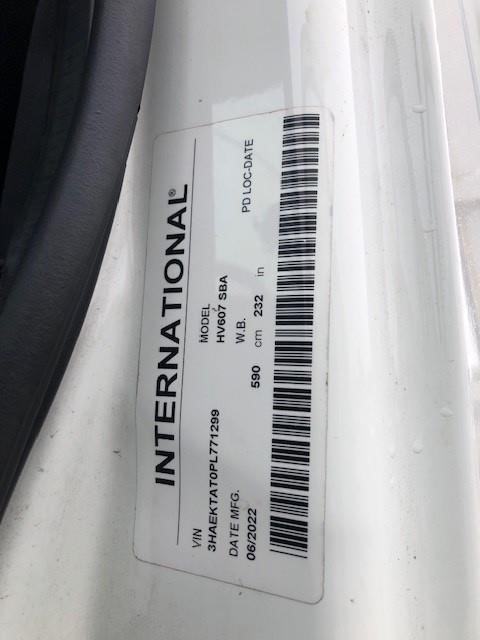 INTERNATIONAL®
VIN MODEL
3HAEKTAT0PL771299 HV607 SBA
DATE MFG. W.B. PD LOC-DATE
06/2022 590 cm 232 in